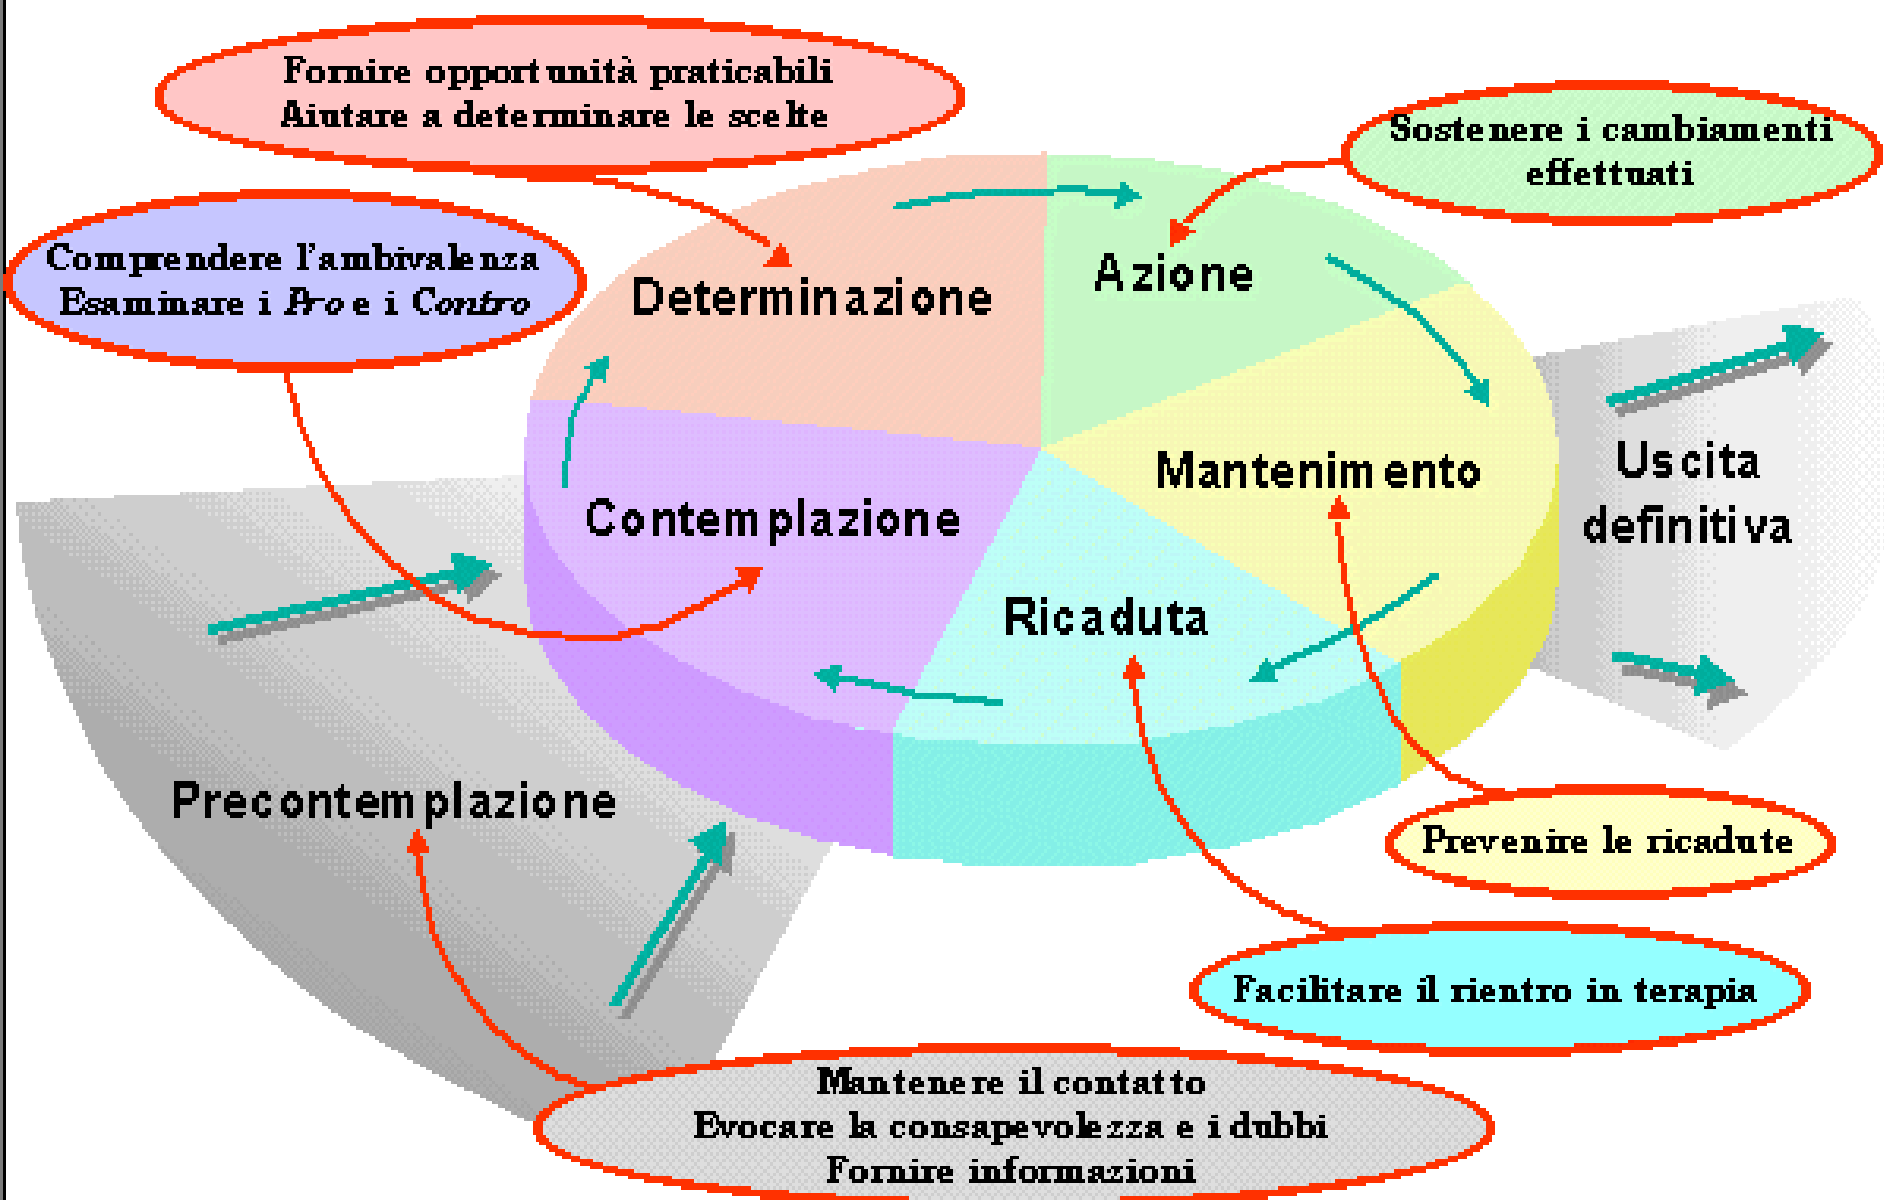 Fornire opportunità praticabili
Aiutare a determinare le scelte
Sostenere i cambiamenti
effettuati
Comprendere l'ambivalenza
Esaminare i Pro e i Contro
Determinazione
Azione
Mantenimento
Uscita
definitiva
Contemplazione
Ricaduta
Precontemplazione
Prevenire le ricadute
Facilitare il rientro in terapia
Mantenere il contatto
Evocare la consapevolezza e i dubbi
Fornire informazioni